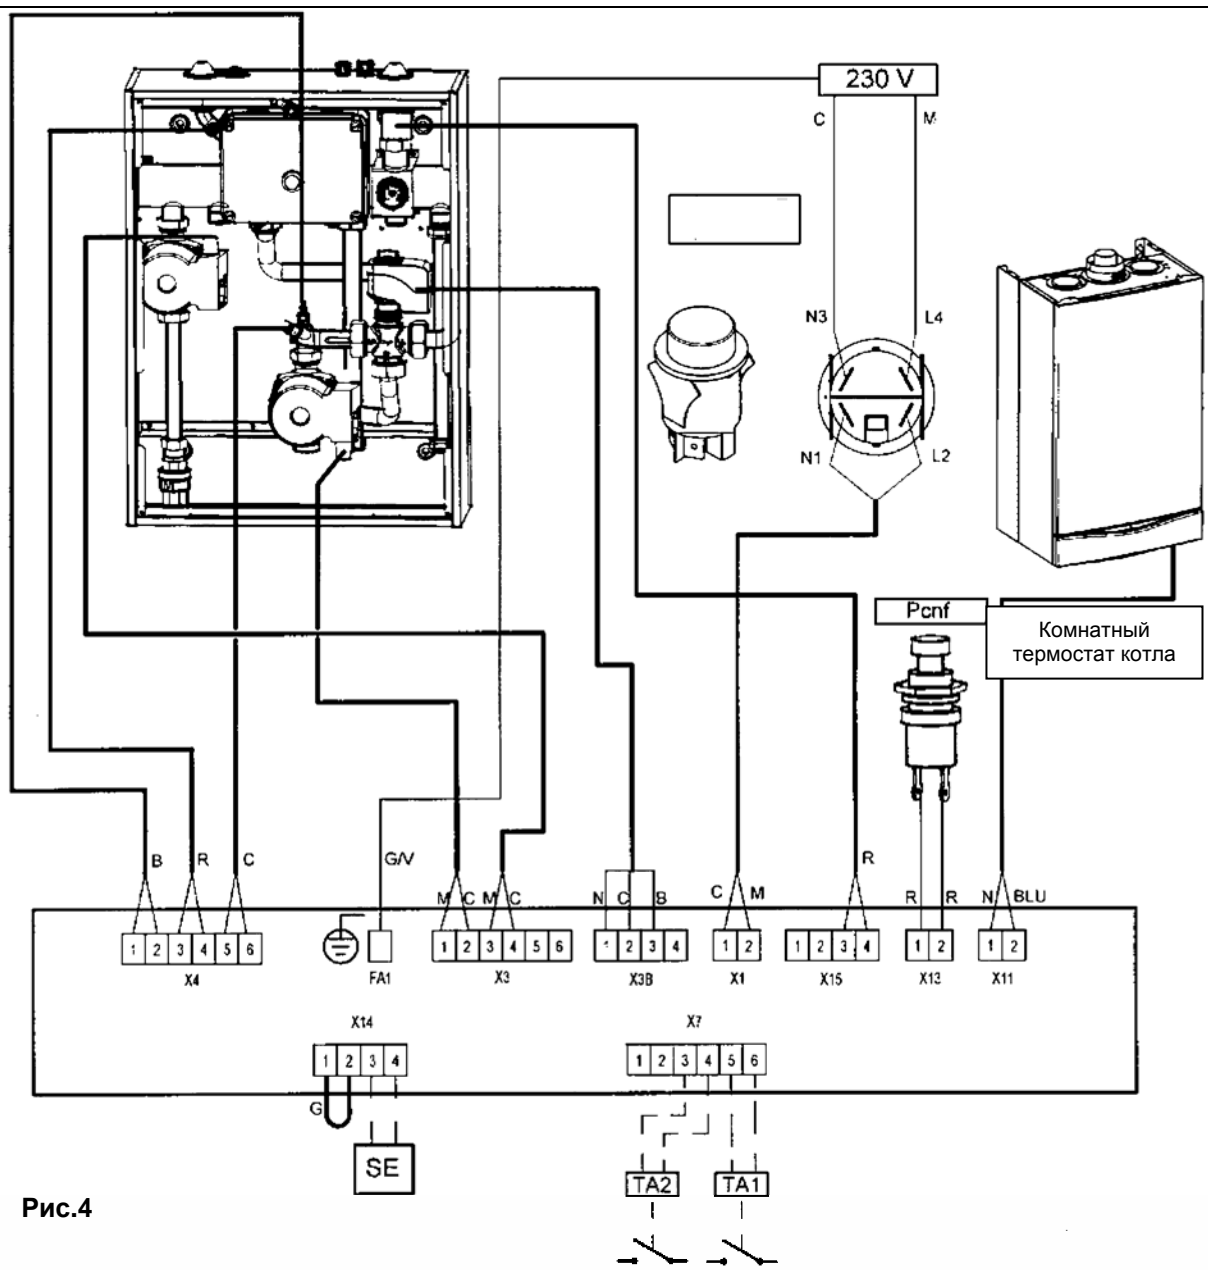 230 V
C M
N3 L4
N1 L2
Pcnf
Комнатный
термостат котла
B R C G/V M C M C N C B C M R R R N BLU
1 2 3 4 5 6
1 2 3 4 5 6
1 2 3 4
1 2
1 2 3 4
1 2
1 2
X4 FA1 X3 X3B X1 X15 X13 X11
X14 X7
1 2 3 4
1 2 3 4 5 6
G
SE
TA2 TA1
Рис.4